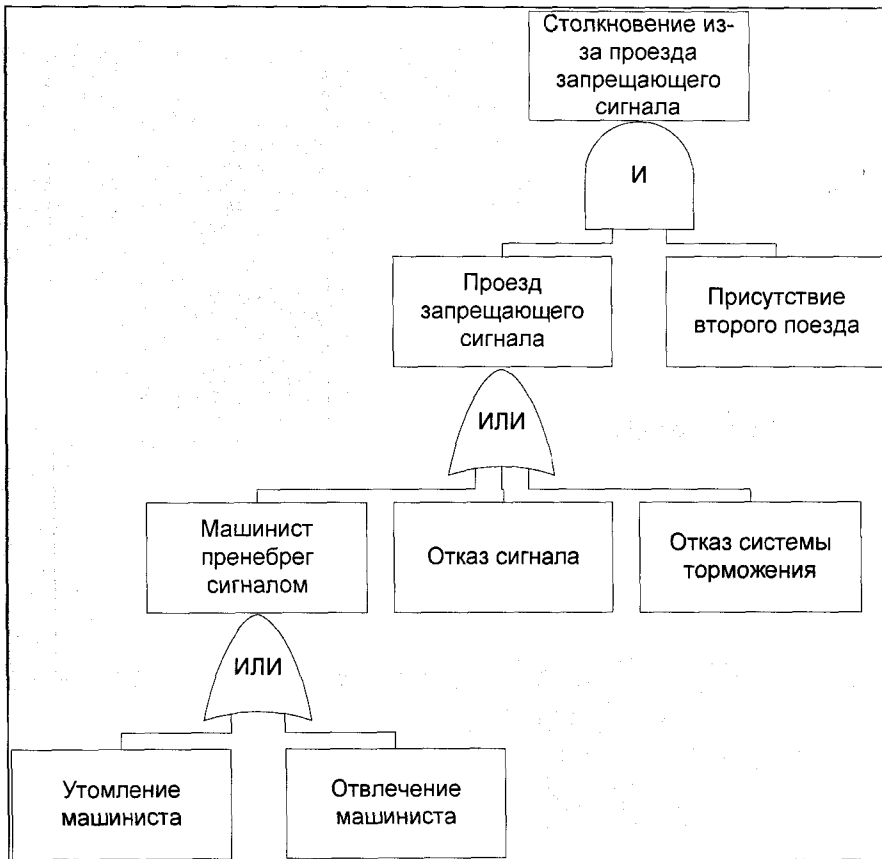 Столкновение из-
за проезда
запрещающего
сигнала
И
Проезд
запрещающего
сигнала
Присутствие
второго поезда
ИЛИ
Машинист
пренебрег
сигналом
Отказ сигнала
Отказ системы
торможения
ИЛИ
Утомление
машиниста
Отвлечение
машиниста